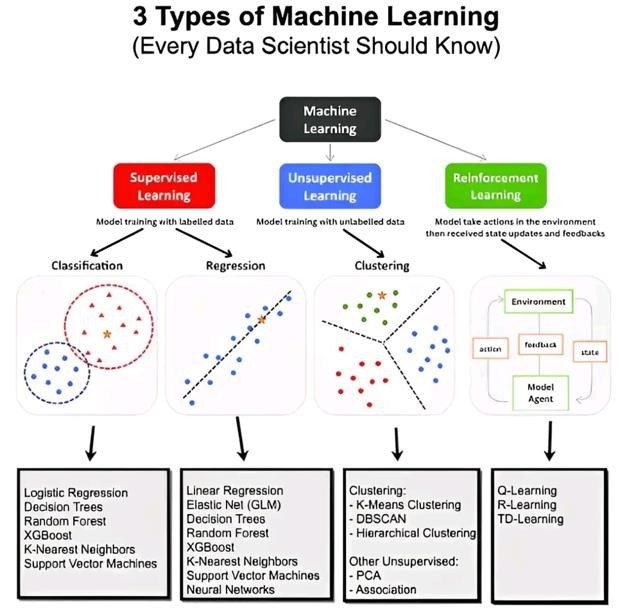 3 Types of Machine Learning
(Every Data Scientist Should Know)
Machine
Learning
Supervised
Learning
Unsupervised
Learning
Reinforcement
Learning
Model training with labelled data
Model training with unlabelled data
Model take actions in the environment
then received state updates and feedbacks
Classification
Regression
Clustering
Environment
action
feedback
state
Model
Agent
Logistic Regression
Decision Trees
Random Forest
XGBoost
K-Nearest Neighbors
Support Vector Machines
Linear Regression
Elastic Net (GLM)
Decision Trees
Random Forest
XGBoost
K-Nearest Neighbors
Support Vector Machines
Neural Networks
Clustering:
- K-Means Clustering
- DBSCAN
- Hierarchical Clustering
Other Unsupervised:
- PCA
- Association
Q-Learning
R-Learning
TD-Learning